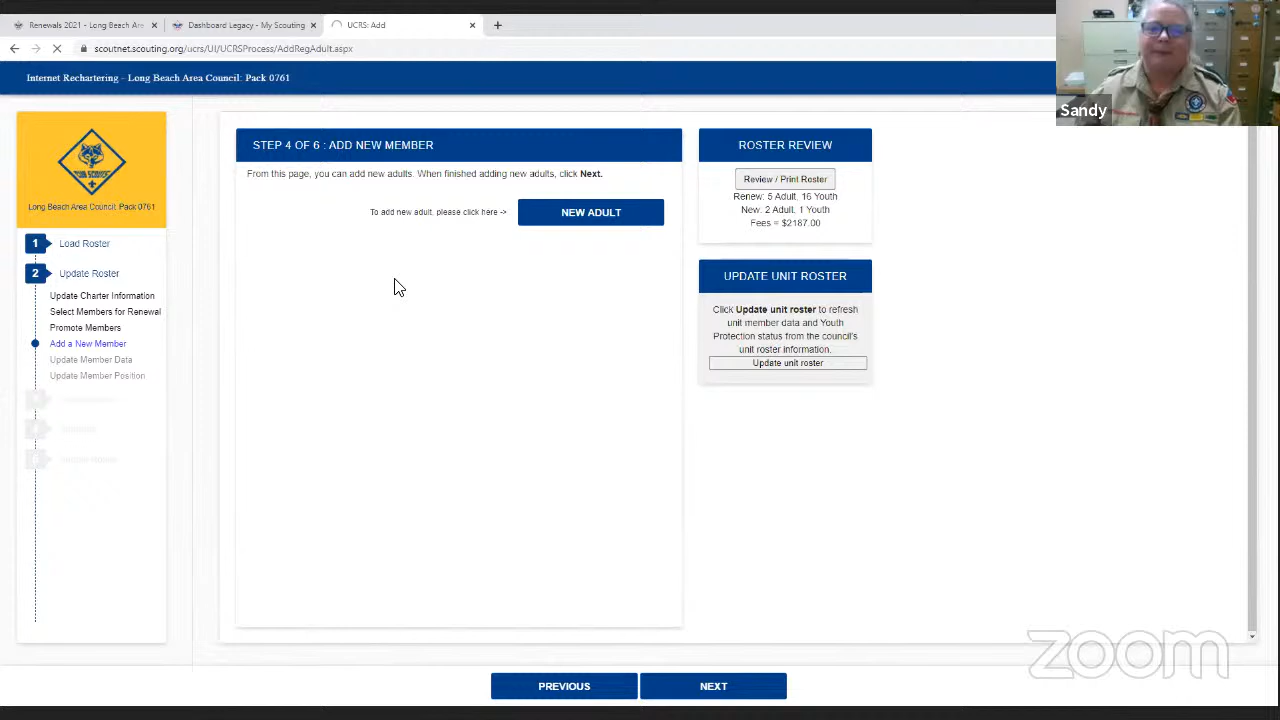 Renewals 2021 - Long Beach Are
Dashboard Legacy - My Scouting
UCRS: Add
scoutnet.scouting.org/ucrs/UI/UCRSProcess/AddRegAdult.aspx
Internet Rechartering - Long Beach Area Council: Pack 0761
Sandy
CUB SCOUTS
Long Beach Area Council: Pack 0761
1 Load Roster
2 Update Roster
Update Charter Information
Select Members for Renewal
Promote Members
Add a New Member
Update Member Data
Update Member Position
STEP 4 OF 6 : ADD NEW MEMBER
From this page, you can add new adults. When finished adding new adults, click Next.
To add new adult, please click here ->
NEW ADULT
ROSTER REVIEW
Review / Print Roster
Renew: 5 Adult, 16 Youth
New: 2 Adult, 1 Youth
Fees = $2187.00
UPDATE UNIT ROSTER
Click Update unit roster to refresh
unit member data and Youth
Protection status from the council's
unit roster information.
Update unit roster
PREVIOUS
NEXT
zoom